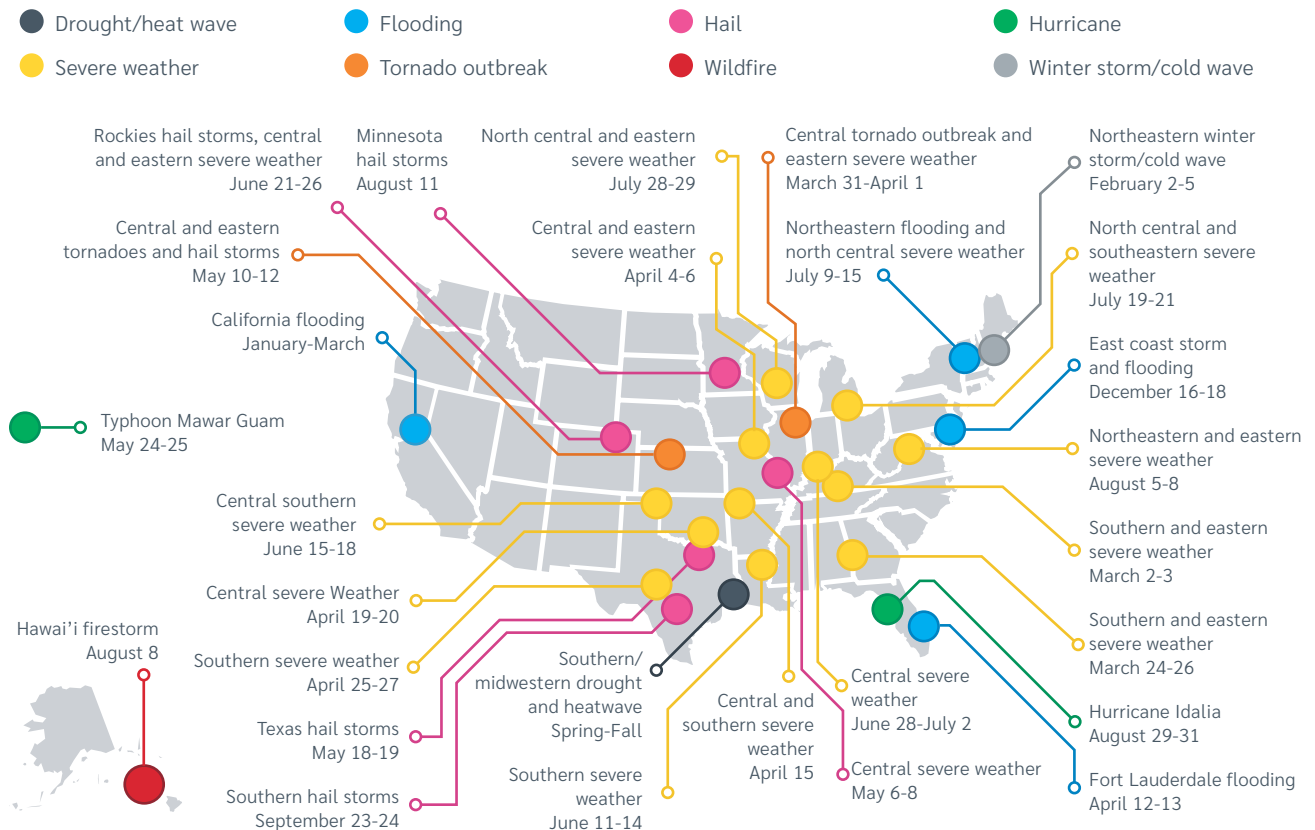 Drought/heat wave
Flooding
Hail
Hurricane
Severe weather
Tornado outbreak
Wildfire
Winter storm/cold wave
Rockies hail storms, central
and eastern severe weather
June 21-26
Minnesota
hail storms
August 11
North central and eastern
severe weather
July 28-29
Central tornado outbreak and
eastern severe weather
March 31-April 1
Northeastern winter
storm/cold wave
February 2-5
Central and eastern
tornadoes and hail storms
May 10-12
Central and eastern
severe weather
April 4-6
Northeastern flooding and
north central severe weather
July 9-15
North central and
southeastern severe
weather
July 19-21
California flooding
January-March
East coast storm
and flooding
December 16-18
Typhoon Mawar Guam
May 24-25
Northeastern and eastern
severe weather
August 5-8
Central southern
severe weather
June 15-18
Southern and eastern
severe weather
March 2-3
Central severe Weather
April 19-20
Southern and eastern
severe weather
March 24-26
Hawai'i firestorm
August 8
Southern severe weather
April 25-27
Southern/
midwestern drought
and heatwave
Spring-Fall
Central and
southern severe
weather
April 15
Central severe
weather
June 28-July 2
Hurricane Idalia
August 29-31
Texas hail storms
May 18-19
Southern severe
weather
June 11-14
Central severe weather
May 6-8
Fort Lauderdale flooding
April 12-13
Southern hail storms
September 23-24